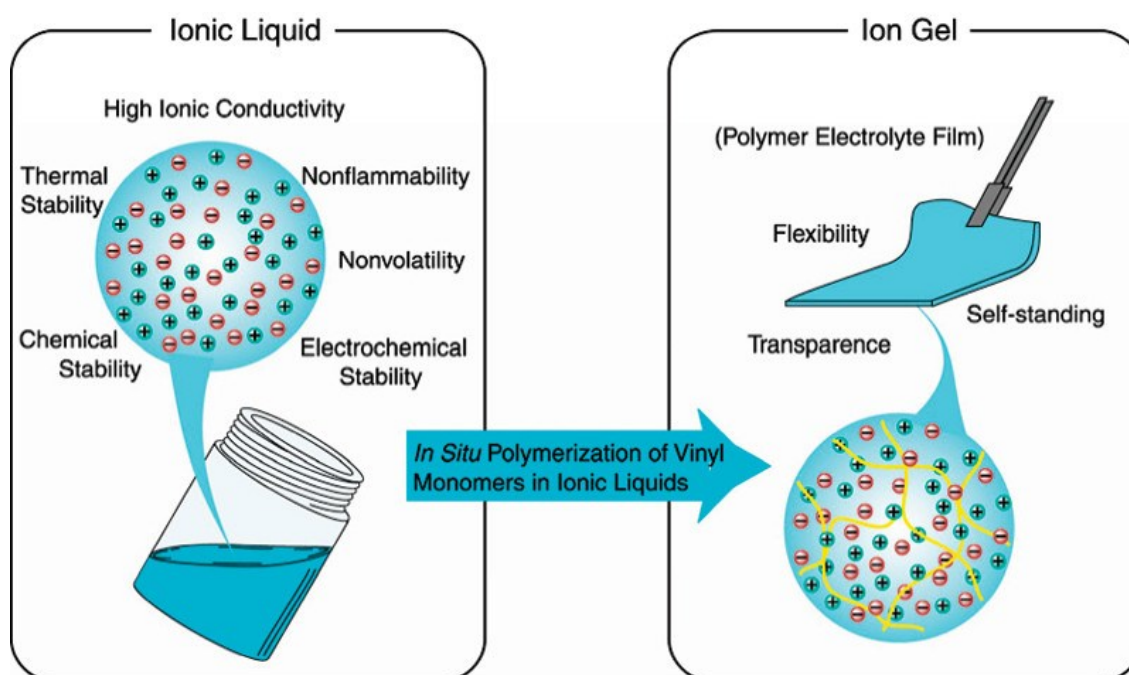 Ionic Liquid
High Ionic Conductivity
Thermal
Stability
Nonflammability
Nonvolatility
Chemical
Stability
Electrochemical
Stability
In Situ Polymerization of Vinyl
Monomers in Ionic Liquids
Ion Gel
(Polymer Electrolyte Film)
Flexibility
Self-standing
Transparence